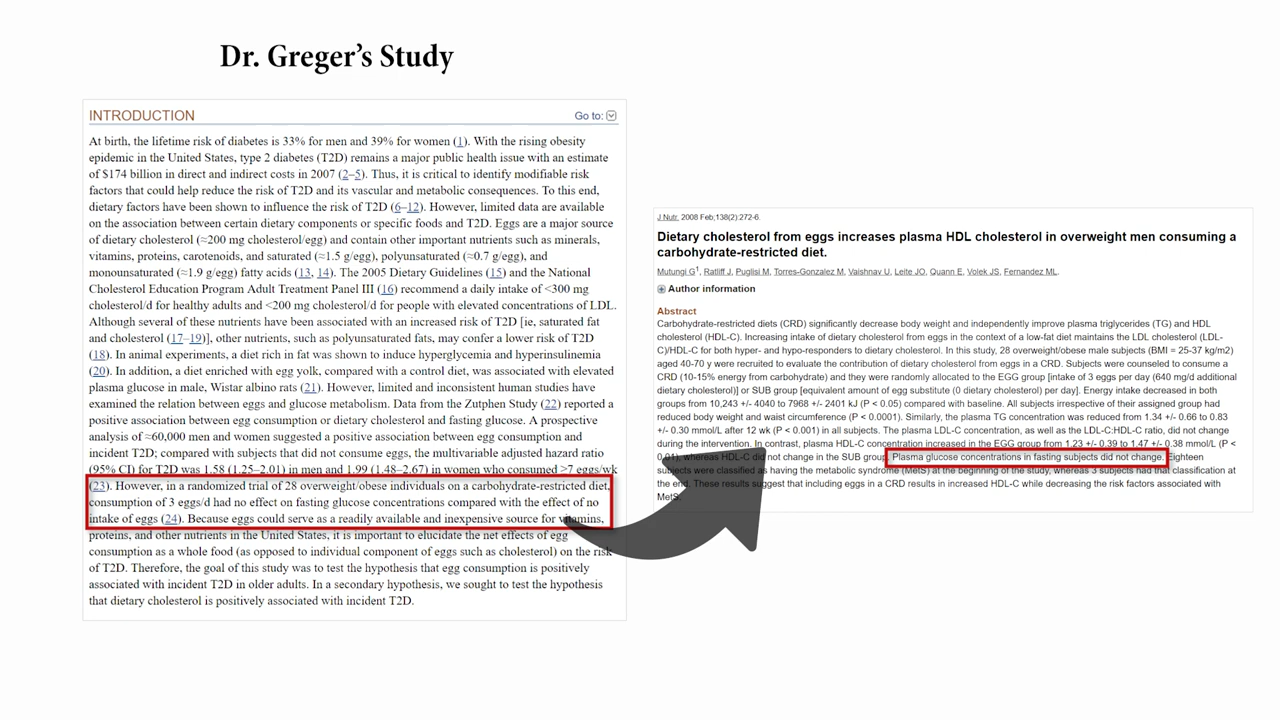 Dr. Greger's Study
INTRODUCTION
Go to:
At birth, the lifetime risk of diabetes is 33% for men and 39% for women (1). With the rising obesity
epidemic in the United States, type 2 diabetes (T2D) remains a major public health issue with an estimate
of $174 billion in direct and indirect costs in 2007 (2–5). Thus, it is critical to identify modifiable risk
factors that could help reduce the risk of T2D and its vascular and metabolic consequences. To this end,
dietary factors have been shown to influence the risk of T2D (6–12). However, limited data are available
on the association between certain dietary components or specific foods and T2D. Eggs are a major source
of dietary cholesterol (≈200 mg cholesterol/egg) and contain other important nutrients such as minerals,
vitamins, proteins, carotenoids, and saturated (≈1.5 g/egg), polyunsaturated (≈0.7 g/egg), and
monounsaturated (≈1.9 g/egg) fatty acids (13, 14). The 2005 Dietary Guidelines (15) and the National
Cholesterol Education Program Adult Treatment Panel III (16) recommend a daily intake of <300 mg
cholesterol/d for healthy adults and <200 mg cholesterol/d for people with elevated concentrations of LDL.
Although several of these nutrients have been associated with an increased risk of T2D [ie, saturated fat
and cholesterol (17–19)], other nutrients, such as polyunsaturated fats, may confer a lower risk of T2D
(18). In animal experiments, a diet rich in fat was shown to induce hyperglycemia and hyperinsulinemia
(20). In addition, a diet enriched with egg yolk, compared with a control diet, was associated with elevated
plasma glucose in male, Wistar albino rats (21). However, limited and inconsistent human studies have
examined the relation between eggs and glucose metabolism. Data from the Zutphen Study (22) reported a
positive association between egg consumption or dietary cholesterol and fasting glucose. A prospective
analysis of ≈60,000 men and women suggested a positive association between egg consumption and
incident T2D; compared with subjects that did not consume eggs, the multivariable adjusted hazard ratio
(95% CI) for T2D was 1.58 (1.25–2.01) in men and 1.99 (1.48–2.67) in women who consumed >7 eggs/wk
(23). However, in a randomized trial of 28 overweight/obese individuals on a carbohydrate-restricted diet,
consumption of 3 eggs/d had no effect on fasting glucose concentrations compared with the effect of no
intake of eggs (24). Because eggs could serve as a readily available and inexpensive source for vitamins,
proteins, and other nutrients in the United States, it is important to elucidate the net effects of egg
consumption as a whole food (as opposed to individual component of eggs such as cholesterol) on the risk
of T2D. Therefore, the goal of this study was to test the hypothesis that egg consumption is positively
associated with incident T2D in older adults. In a secondary hypothesis, we sought to test the hypothesis
that dietary cholesterol is positively associated with incident T2D.
J Nutr. 2008 Feb;138(2):272-6.
Dietary cholesterol from eggs increases plasma HDL cholesterol in overweight men consuming a
carbohydrate-restricted diet.
Mutungi G1, Ratliff J, Puglisi M, Torres-Gonzalez M, Vaishnav U, Leite JO, Quann E, Volek JS, Fernandez ML.
Author information
Abstract
Carbohydrate-restricted diets (CRD) significantly decrease body weight and independently improve plasma triglycerides (TG) and HDL
cholesterol (HDL-C). Increasing intake of dietary cholesterol from eggs in the context of a low-fat diet maintains the LDL cholesterol (LDL-
C)/HDL-C for both hyper- and hypo-responders to dietary cholesterol. In this study, 28 overweight/obese male subjects (BMI = 25-37 kg/m2)
aged 40-70 y were recruited to evaluate the contribution of dietary cholesterol from eggs in a CRD. Subjects were counseled to consume a
CRD (10-15% energy from carbohydrate) and they were randomly allocated to the EGG group [intake of 3 eggs per day (640 mg/d additional
dietary cholesterol)] or SUB group [equivalent amount of egg substitute (0 dietary cholesterol) per day]. Energy intake decreased in both
groups from 10,243 +/- 4040 to 7968 +/- 2401 kJ (P < 0.05) compared with baseline. All subjects irrespective of their assigned group had
reduced body weight and waist circumference (P < 0.0001). Similarly, the plasma TG concentration was reduced from 1.34 +/- 0.66 to 0.83
+/- 0.30 mmol/L after 12 wk (P < 0.001) in all subjects. The plasma LDL-C concentration, as well as the LDL-C:HDL-C ratio, did not change
during the intervention. In contrast, plasma HDL-C concentration increased in the EGG group from 1.23 +/- 0.39 to 1.47 +/- 0.38 mmol/L (P <
0.01), whereas HDL-C did not change in the SUB group. Plasma glucose concentrations in fasting subjects did not change. Eighteen
subjects were classified as having the metabolic syndrome (MetS) at the beginning of the study, whereas 3 subjects had that classification at
the end. These results suggest that including eggs in a CRD results in increased HDL-C while decreasing the risk factors associated with
MetS.